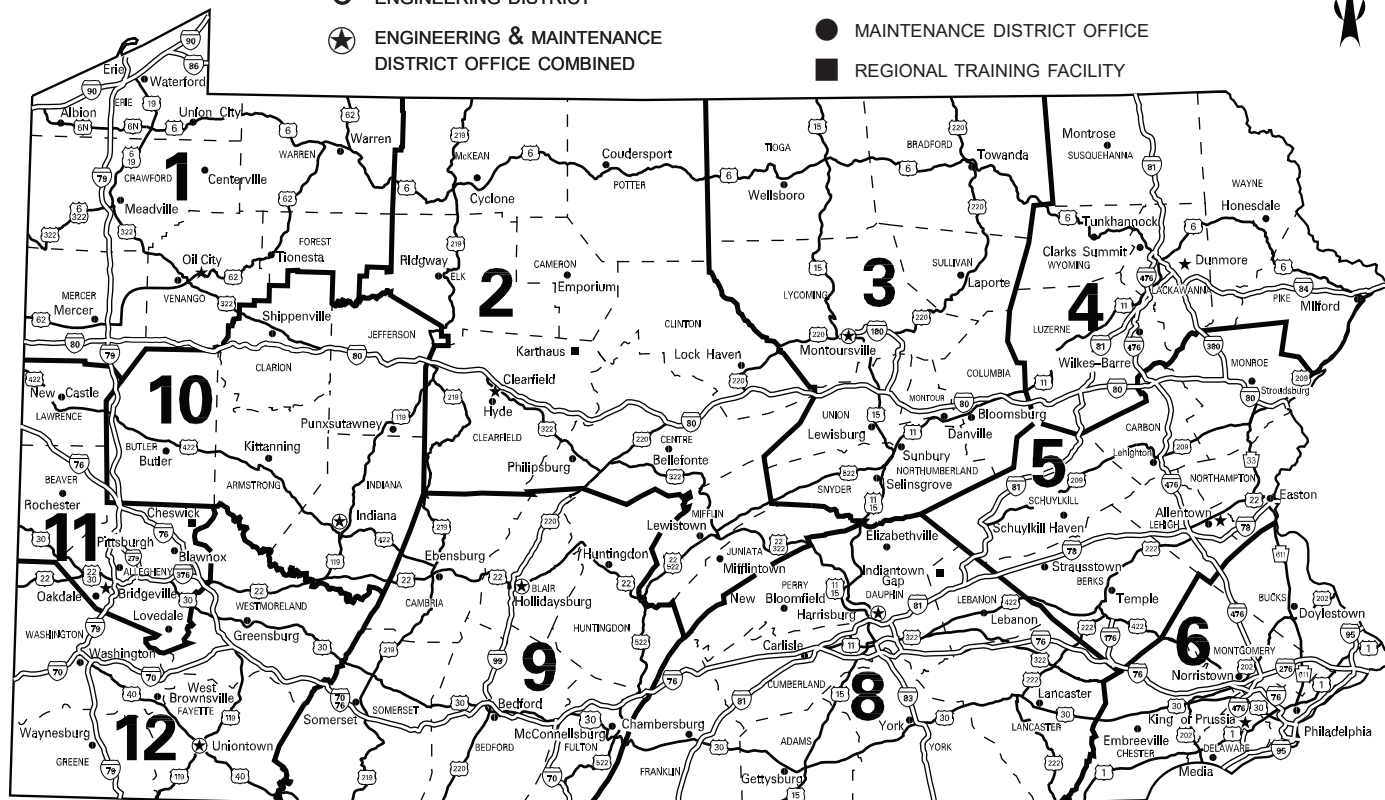 ENGINEERING DISTRICT
ENGINEERING & MAINTENANCE
DISTRICT OFFICE COMBINED
MAINTENANCE DISTRICT OFFICE
REGIONAL TRAINING FACILITY
Erie
Waterford
ERIE
Albion
Union City
Warren
WARREN
1
CRAWFORD
Centerville
Meadville
FOREST
Tionesta
Oil City
VENANGO
MERCER
Mercer
McKEAN
Cyclone
Coudersport
POTTER
Ridgway
ELK
2
CAMERON
Emporium
CLINTON
Karthaus
Lock Haven
Clearfield
Hyde
CLEARFIELD
Philipsburg
CENTRE
Bellefonte
TIOGA
Wellsboro
BRADFORD
Towanda
3
SULLIVAN
Laporte
LYCOMING
Montoursville
COLUMBIA
UNION
MONTOUR
Lewisburg
Bloomsburg
Danville
Sunbury
NORTHUMBERLAND
SNYDER
Selinsgrove
Montrose
SUSQUEHANNA
WAYNE
Honesdale
Tunkhannock
Clarks Summit
WYOMING
Dunmore
LACKAWANNA
PIKE
Milford
4
LUZERNE
Wilkes-Barre
MONROE
Stroudsburg
5
CARBON
Lehighton
NORTHAMPTON
SCHUYLKILL
Schuylkill Haven
Allentown
LEHIGH
Easton
Strausstown
BERKS
Temple
6
BUCKS
Doylestown
MONTGOMERY
Norristown
King of Prussia
Embreeville
CHESTER
DELAWARE
Media
Philadelphia
Shippenville
JEFFERSON
CLARION
10
Punxsutawney
BUTLER
Butler
Kittanning
ARMSTRONG
INDIANA
Indiana
New Castle
LAWRENCE
BEAVER
Rochester
11
Cheswick
Pittsburgh
Blawnox
ALLEGHENY
Oakdale
Bridgeville
Lovedale
WESTMORELAND
Greensburg
WASHINGTON
Washington
West
Brownsville
FAYETTE
12
Waynesburg
GREENE
Uniontown
Ebensburg
CAMBRIA
BLAIR
Hollidaysburg
Huntingdon
HUNTINGDON
9
Somerset
SOMERSET
Bedford
BEDFORD
McConnellsburg
FULTON
MIFFLIN
Lewistown
JUNIATA
Mifflintown
Elizabethville
Indiantown
Gap
DAUPHIN
PERRY
New
Bloomfield
Harrisburg
LEBANON
Lebanon
Carlisle
CUMBERLAND
8
Lancaster
LANCASTER
Chambersburg
FRANKLIN
ADAMS
Gettysburg
York
YORK